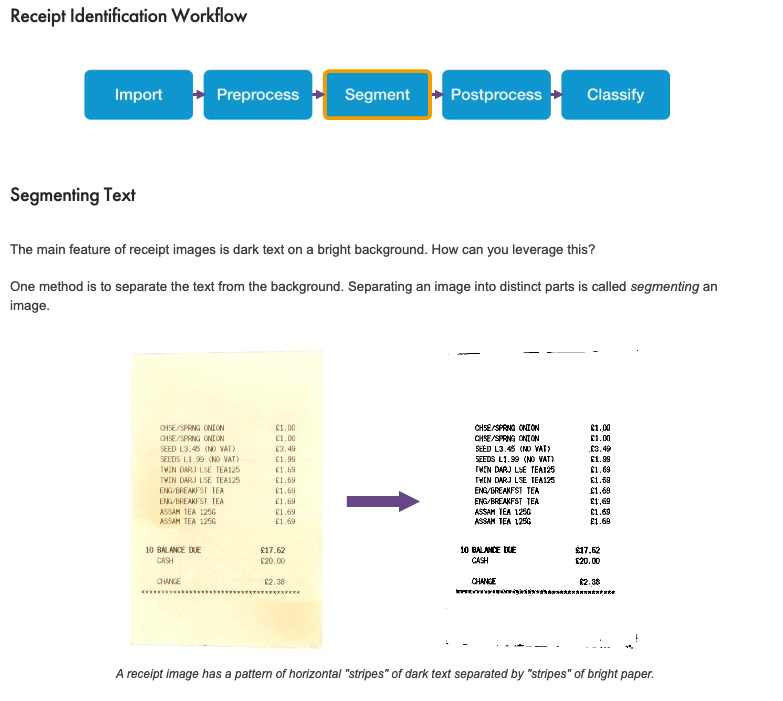 Receipt Identification Workflow
Import Preprocess Segment Postprocess Classify
Segmenting Text
The main feature of receipt images is dark text on a bright background. How can you leverage this?
One method is to separate the text from the background. Separating an image into distinct parts is called segmenting an
image.
CHSE/SPRNG ONION £1.00
CHSE/SPRNG ONION £1.00
SEED L3.45 (NO VAT) £3.49
SEEDS L1.99 (NO VAT) £1.99
TWIN DARJ LSE TEA125 £1.69
TWIN DARJ LSE TEA125 £1.69
ENG/BREAKFST TEA £1.69
ENG/BREAKFST TEA £1.69
ASSAM TEA 125G £1.69
ASSAM TEA 125G £1.69
10 BALANCE DUE £17.62
CASH £20.00
CHANGE £2.38
CHSE/SPRNG ONION £1.00
CHSE/SPRNG ONION £1.00
SEED L3.45 (NO VAT) £3.49
SEEDS L1.99 (NO VAT) £1.99
TWIN DARJ LSE TEA125 £1.69
TWIN DARJ LSE TEA125 £1.69
ENG/BREAKFST TEA £1.69
ENG/BREAKFST TEA £1.69
ASSAM TEA 125G £1.69
ASSAM TEA 125G £1.69
10 BALANCE DUE £17.62
CASH £20.00
CHANGE £2.38
A receipt image has a pattern of horizontal "stripes" of dark text separated by "stripes" of bright paper.